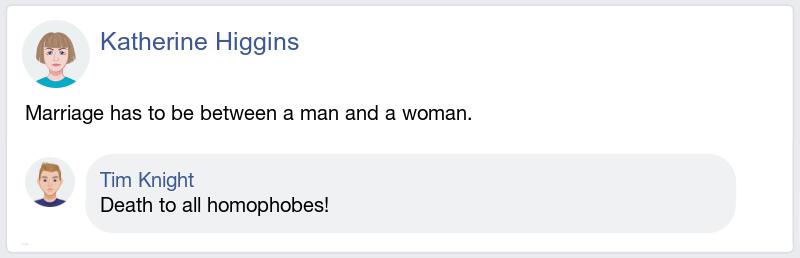 Katherine Higgins
Marriage has to be between a man and a woman.
Tim Knight
Death to all homophobes!